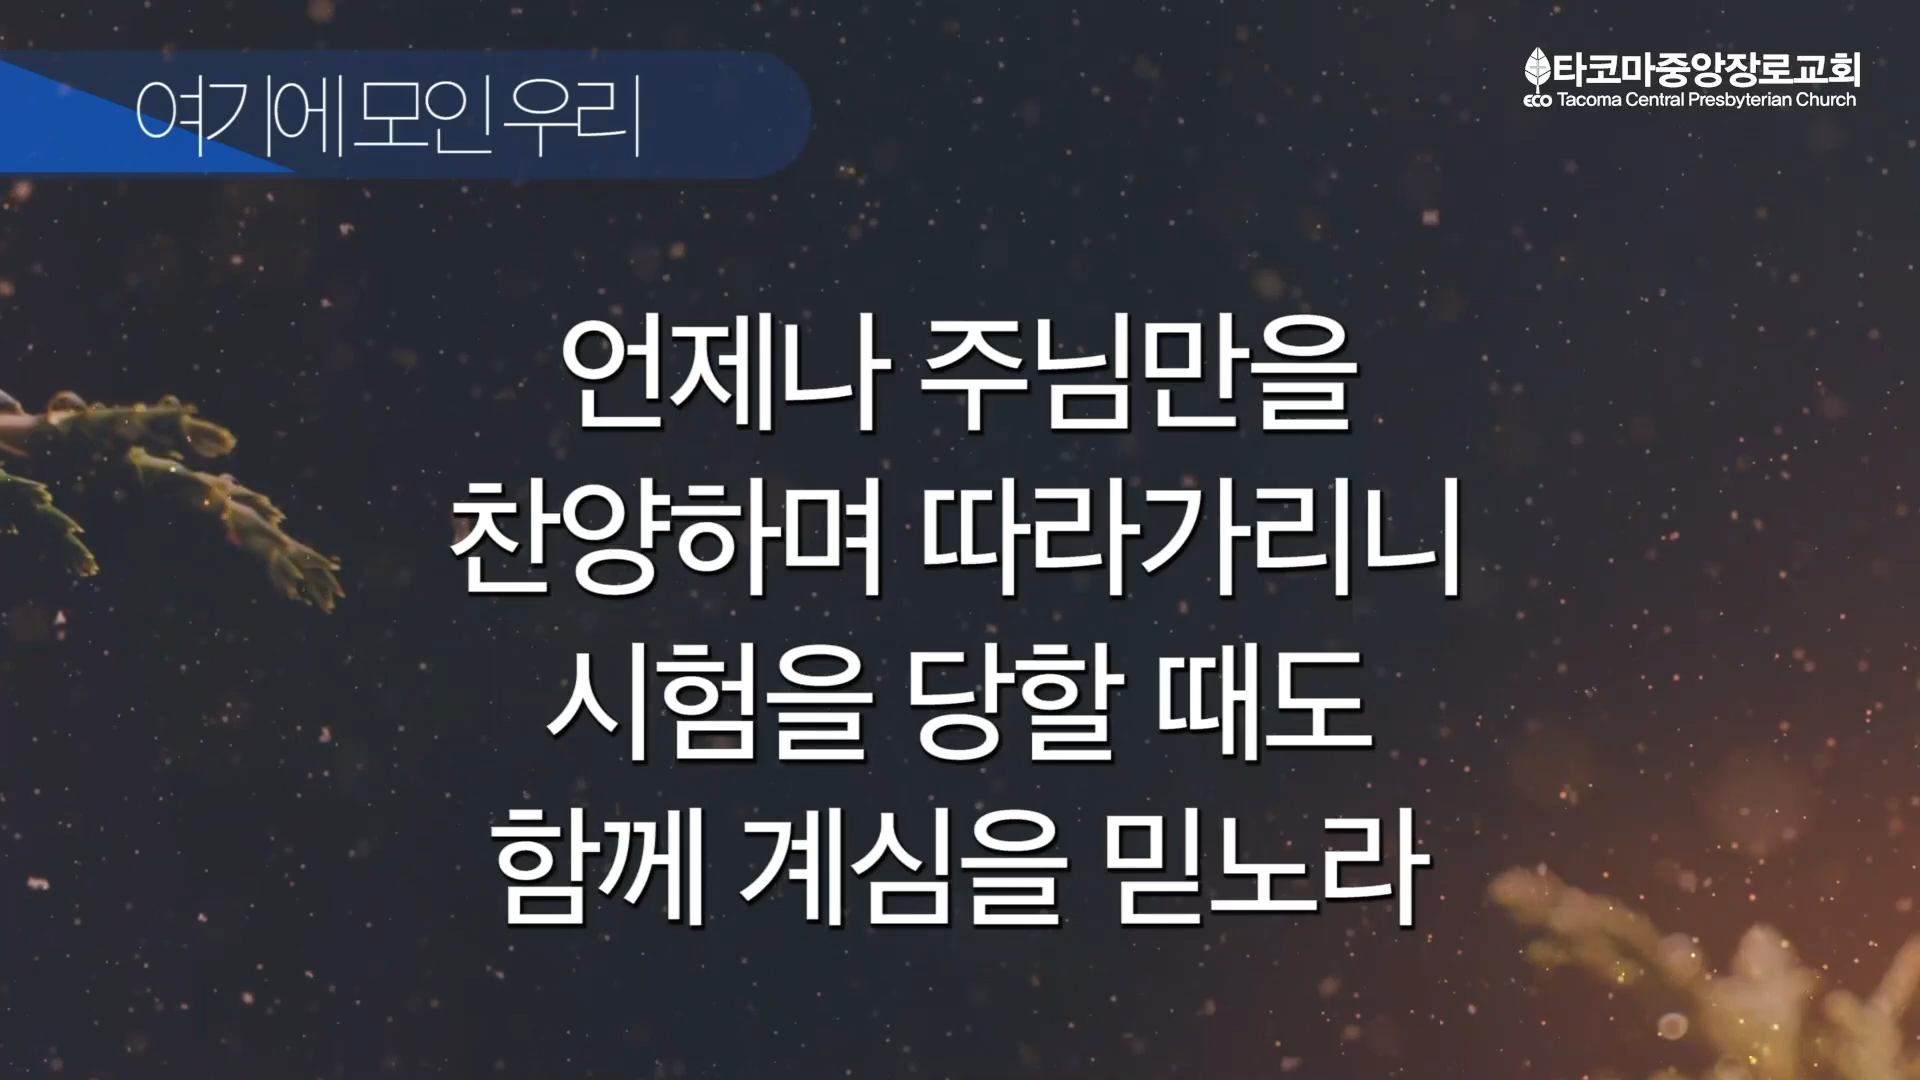 여기에 모인 우리
타코마중앙장로교회
ECO Tacoma Central Presbyterian Church
언제나 주님만을
찬양하며 따라가리니
시험을 당할 때도
함께 계심을 믿노라